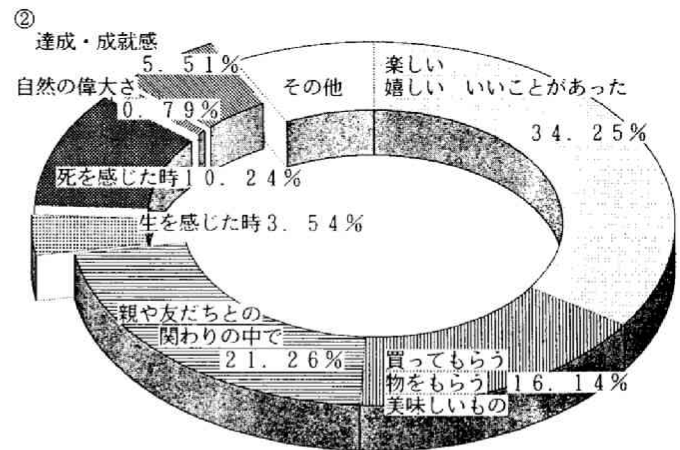 ②
達成・成就感
5.51%
自然の偉大さ
0.79%
死を感じた時10.24%
生を感じた時3.54%
親や友だちとの
関わりの中で
21.26%
その他
楽しい
嬉しい いいことがあった
34.25%
買ってもらう
物をもらう 16.14%
美味しいもの